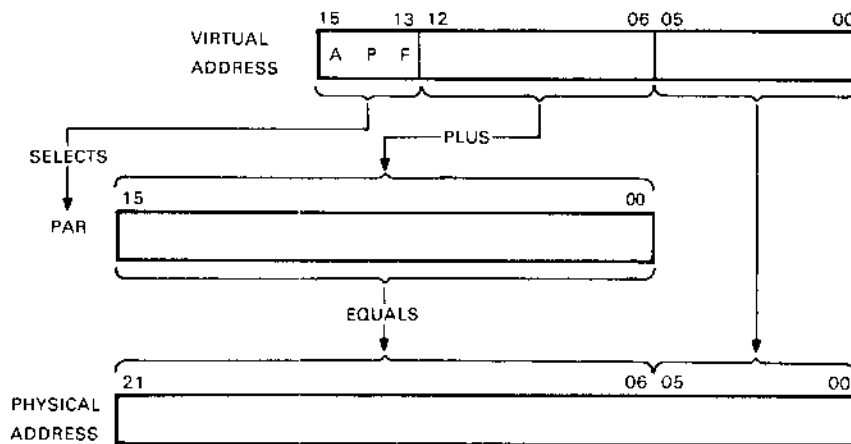 15 13 12 06 05 00
VIRTUAL
ADDRESS
A P F
PLUS
SELECTS
15 00
PAR
EQUALS
21 06 05 00
PHYSICAL
ADDRESS